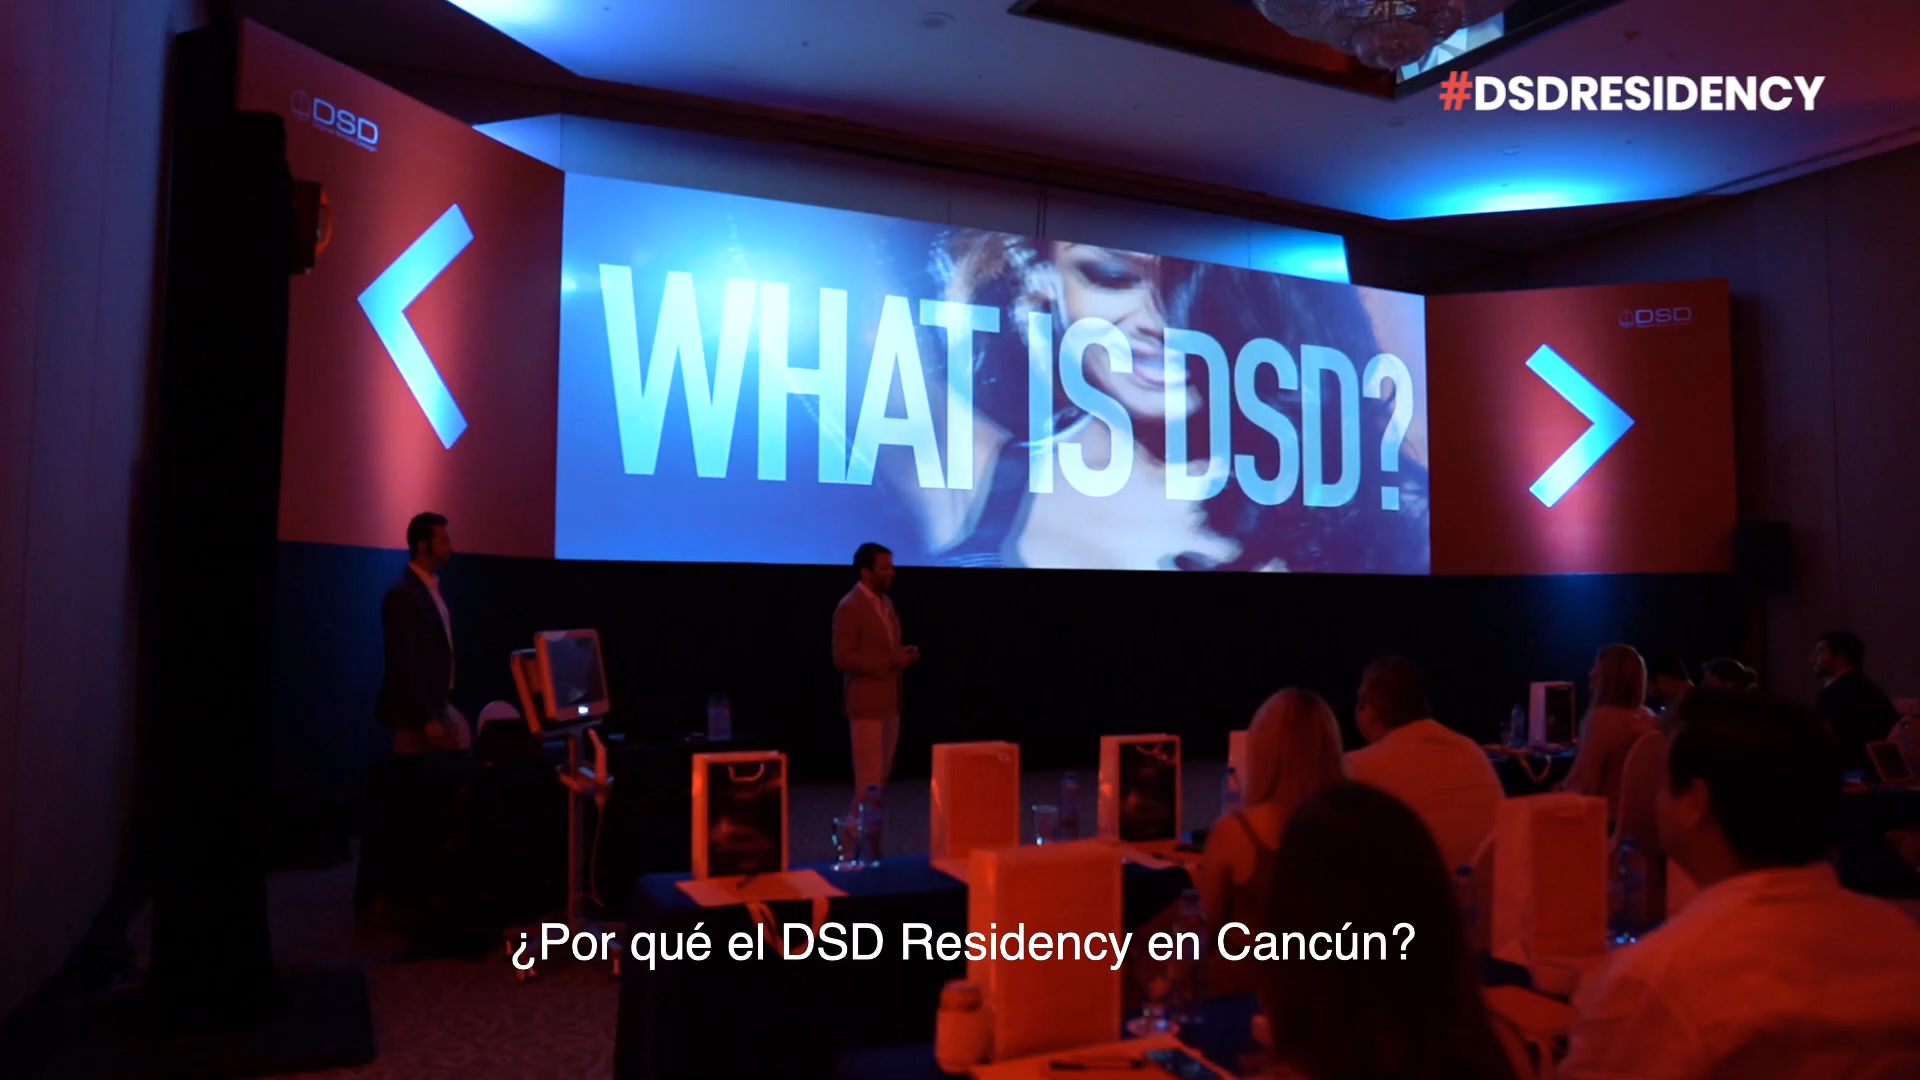 #DSDRESIDENCY
DSD
WHAT IS DSD?
DSD
¿Por qué el DSD Residency en Cancún?